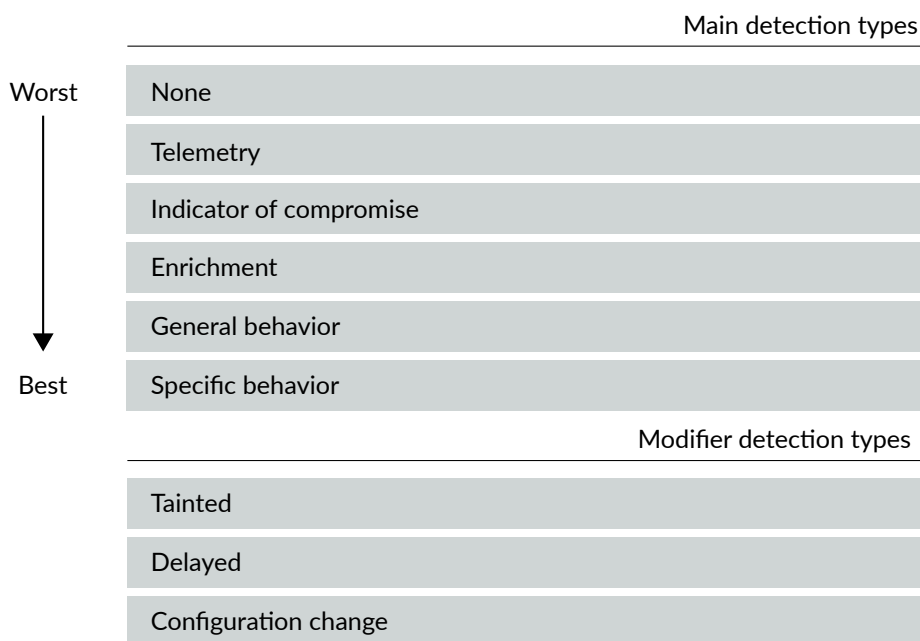 Main detection types
Worst
None
Telemetry
Indicator of compromise
Enrichment
General behavior
Best
Specific behavior
Modifier detection types
Tainted
Delayed
Configuration change